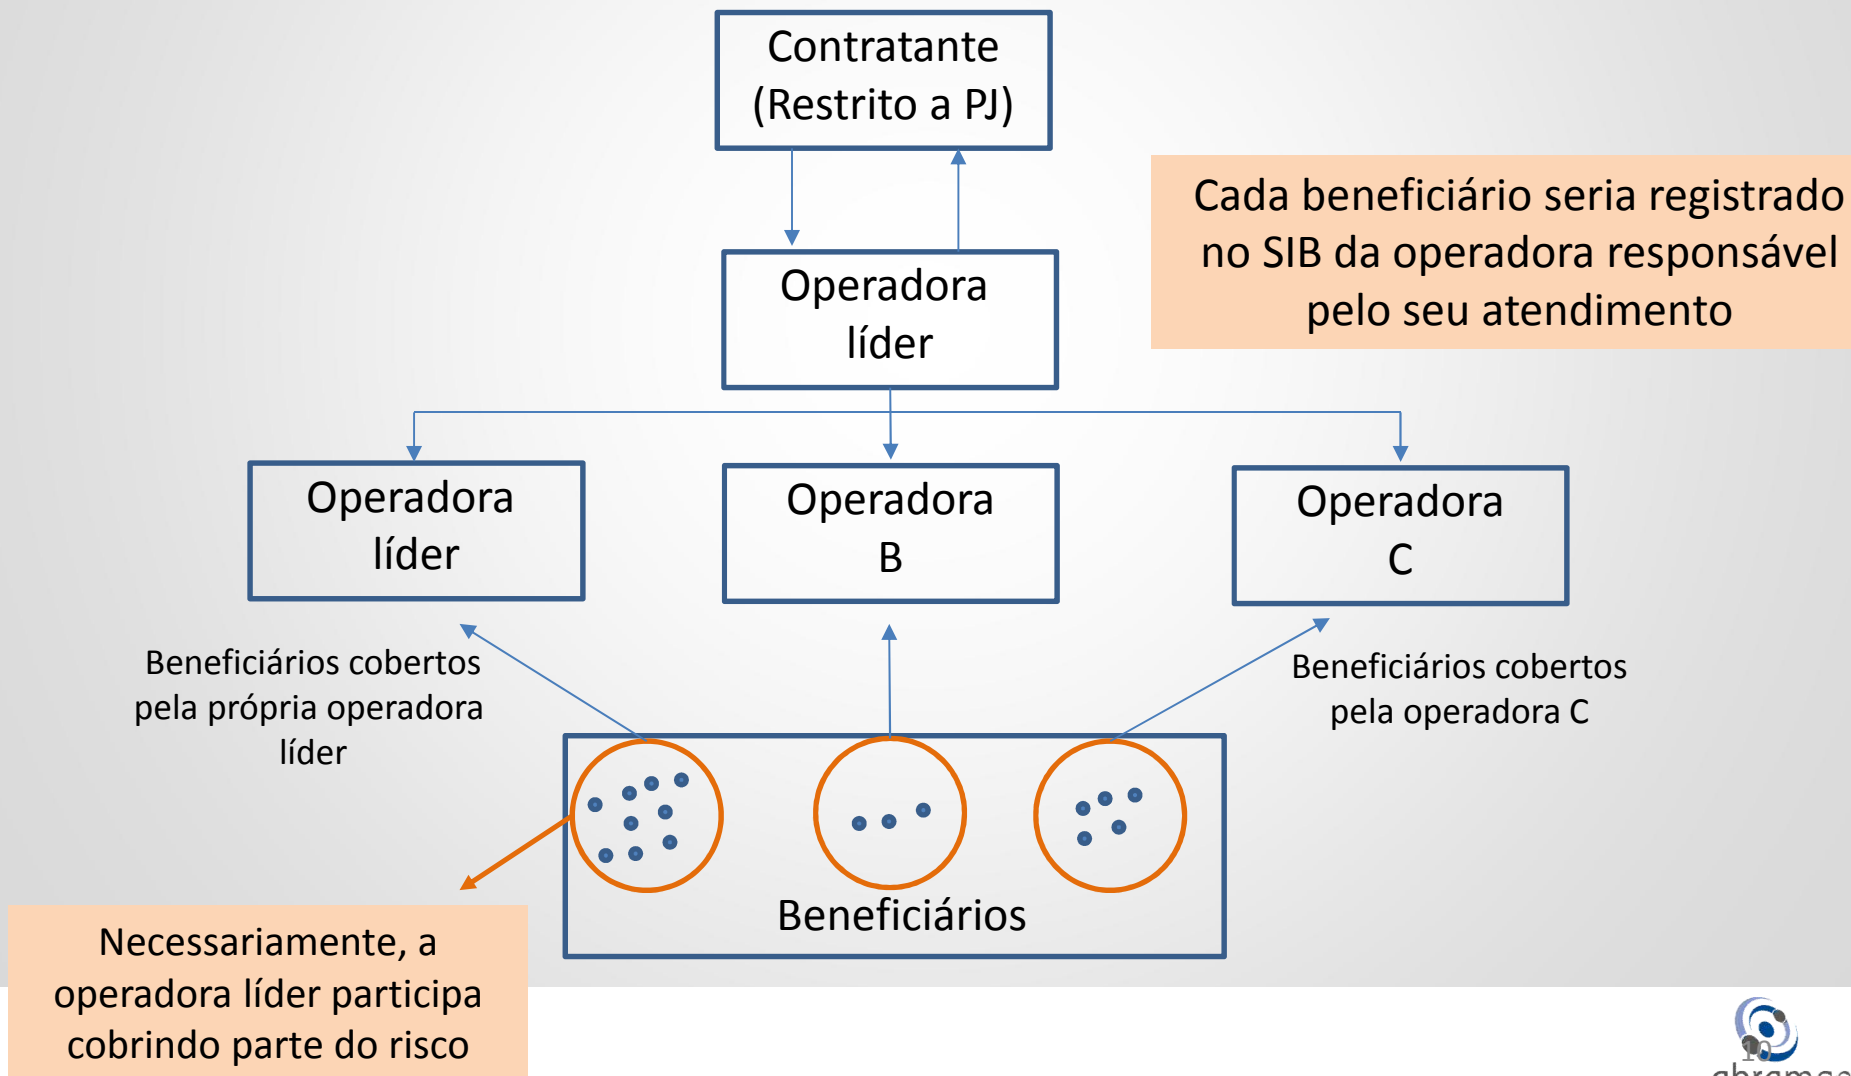 Contratante
(Restrito a PJ)
Cada beneficiário seria registrado
no SIB da operadora responsável
pelo seu atendimento
Operadora
líder
Operadora
líder
Operadora
B
Operadora
C
Beneficiários cobertos
pela própria operadora
líder
Beneficiários cobertos
pela operadora C
Beneficiários
Necessariamente, a
operadora líder participa
cobrindo parte do risco
10